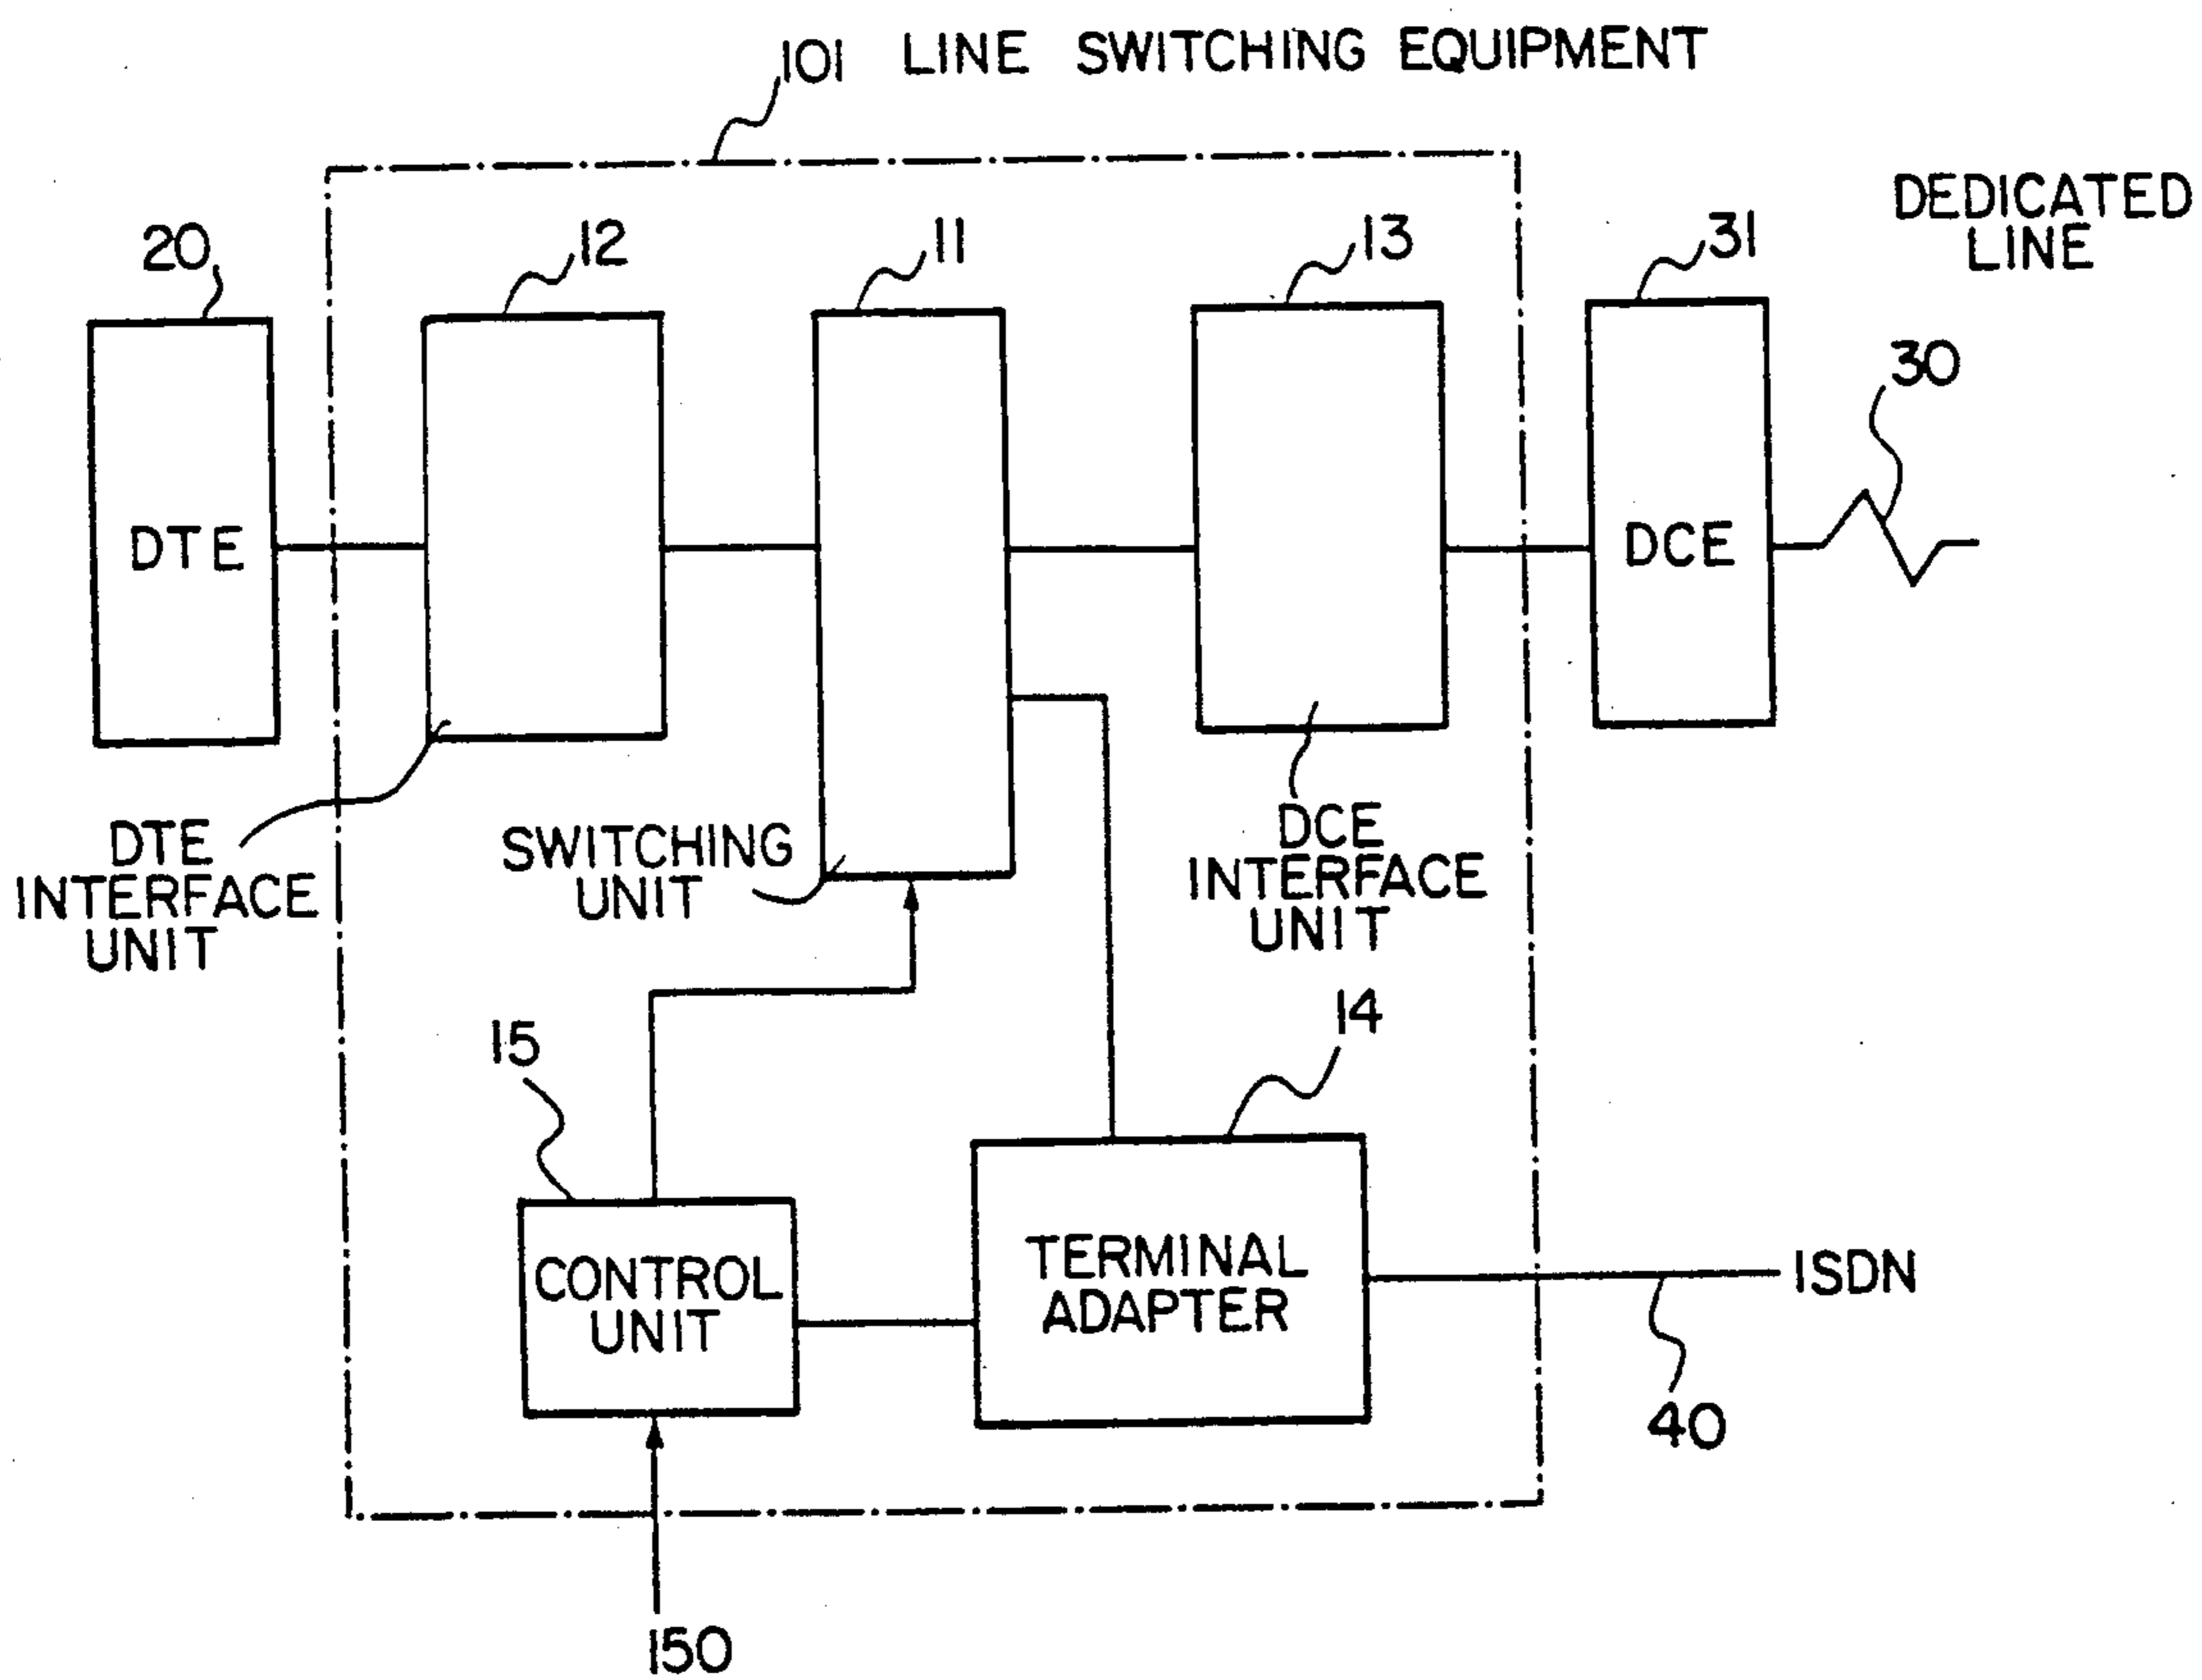 101 LINE SWITCHING EQUIPMENT
DEDICATED
LINE
20
12
11
13
31
30
DTE
DCE
DTE
INTERFACE
UNIT
SWITCHING
UNIT
DCE
INTERFACE
UNIT
15
14
CONTROL
UNIT
TERMINAL
ADAPTER
ISDN
40
150